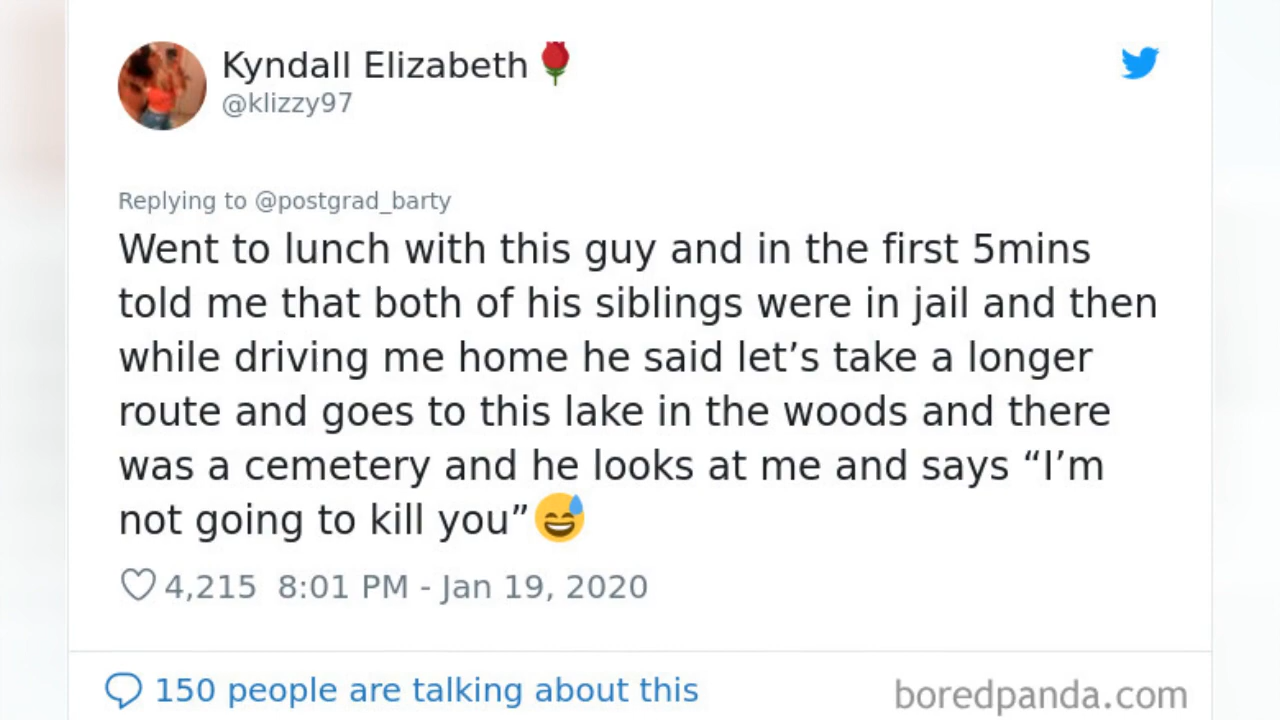 Kyndall Elizabeth🌹
@klizzy97
Replying to @postgrad_barty
Went to lunch with this guy and in the first 5mins
told me that both of his siblings were in jail and then
while driving me home he said let’s take a longer
route and goes to this lake in the woods and there
was a cemetery and he looks at me and says “I’m
not going to kill you”😅
4,215 8:01 PM - Jan 19, 2020
150 people are talking about this
boredpanda.com